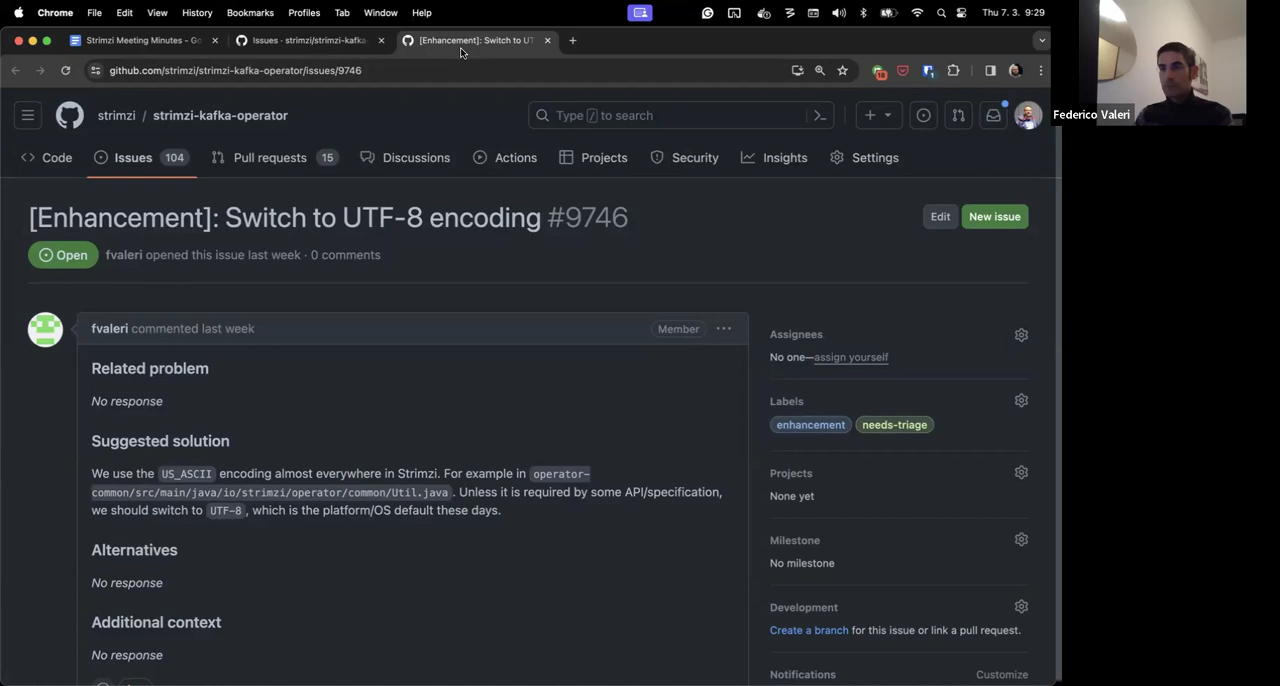 Chrome File Edit View History Bookmarks Profiles Tab Window Help Thu 7. 3. 9:29
Strimzi Meeting Minutes – Go Issues · strimzi/strimzi-kafka- [Enhancement]: Switch to UT
github.com/strimzi/strimzi-kafka-operator/issues/9746 18 1
strimzi / strimzi-kafka-operator Type / to search
Federico Valeri
Code Issues 104 Pull requests 15 Discussions Actions Projects Security Insights Settings
[Enhancement]: Switch to UTF-8 encoding #9746 Edit New issue
Open fvaleri opened this issue last week · 0 comments
fvaleri commented last week Member ···
Related problem
No response
Suggested solution
We use the US_ASCII encoding almost everywhere in Strimzi. For example in operator-
common/src/main/java/io/strimzi/operator/common/Util.java. Unless it is required by some API/specification,
we should switch to UTF-8, which is the platform/OS default these days.
Alternatives
No response
Additional context
No response
Assignees
No one—assign yourself
Labels
enhancement needs-triage
Projects
None yet
Milestone
No milestone
Development
Create a branch for this issue or link a pull request.
Notifications Customize